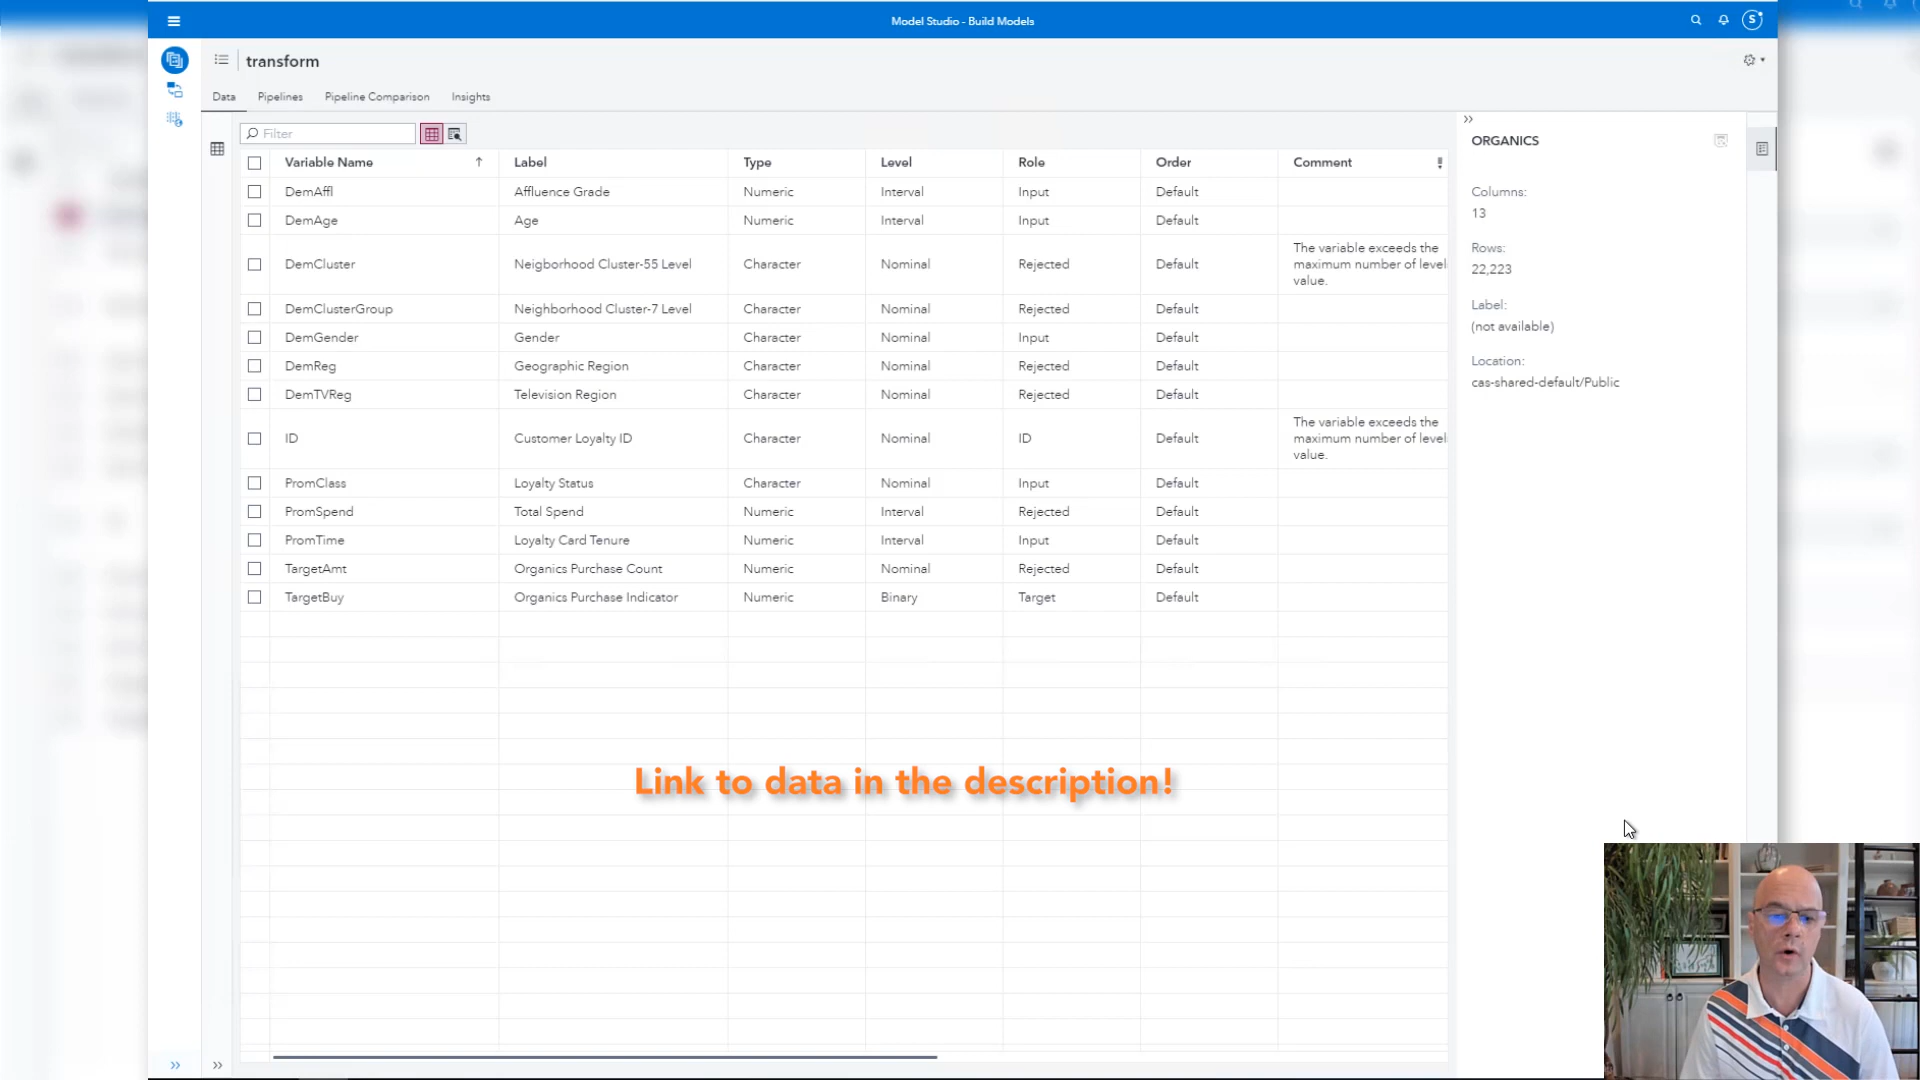 Model Studio - Build Models
S
transform
Data Pipelines Pipeline Comparison Insights
Filter
Variable Name Label Type Level Role Order Comment
DemAffl Affluence Grade Numeric Interval Input Default
DemAge Age Numeric Interval Input Default
DemCluster Neigborhood Cluster-55 Level Character Nominal Rejected Default The variable exceeds the
maximum number of level
value.
DemClusterGroup Neighborhood Cluster-7 Level Character Nominal Rejected Default
DemGender Gender Character Nominal Input Default
DemReg Geographic Region Character Nominal Rejected Default
DemTVReg Television Region Character Nominal Rejected Default
ID Customer Loyalty ID Character Nominal ID Default The variable exceeds the
maximum number of level
value.
PromClass Loyalty Status Character Nominal Input Default
PromSpend Total Spend Numeric Interval Rejected Default
PromTime Loyalty Card Tenure Numeric Interval Input Default
TargetAmt Organics Purchase Count Numeric Nominal Rejected Default
TargetBuy Organics Purchase Indicator Numeric Binary Target Default
ORGANICS
Columns:
13
Rows:
22,223
Label:
(not available)
Location:
cas-shared-default/Public
Link to data in the description!